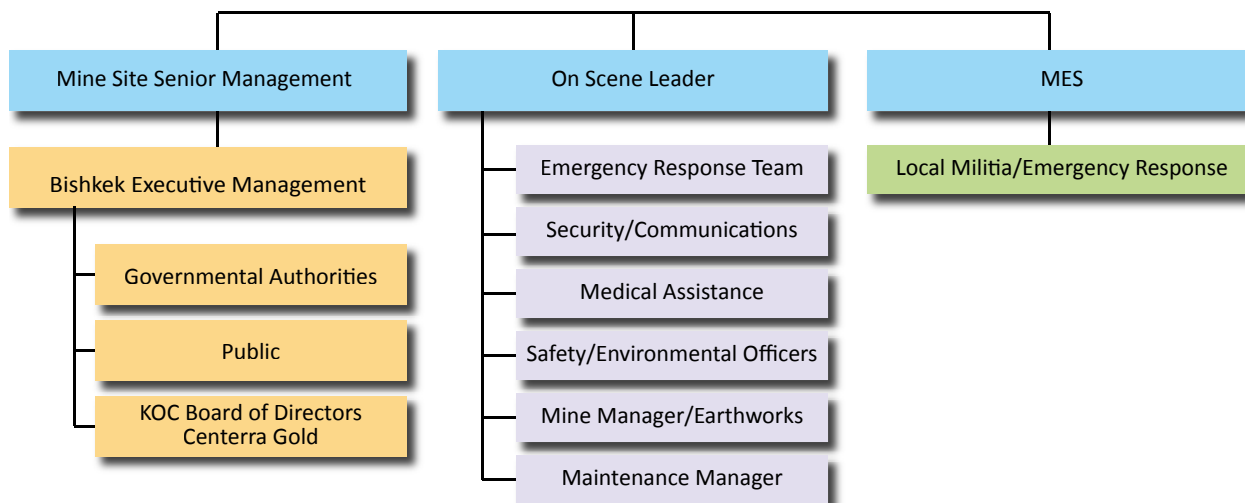 Mine Site Senior Management
On Scene Leader
MES
Bishkek Executive Management
Governmental Authorities
Public
KOC Board of Directors
Centerra Gold
Emergency Response Team
Security/Communications
Medical Assistance
Safety/Environmental Officers
Mine Manager/Earthworks
Maintenance Manager
Local Militia/Emergency Response